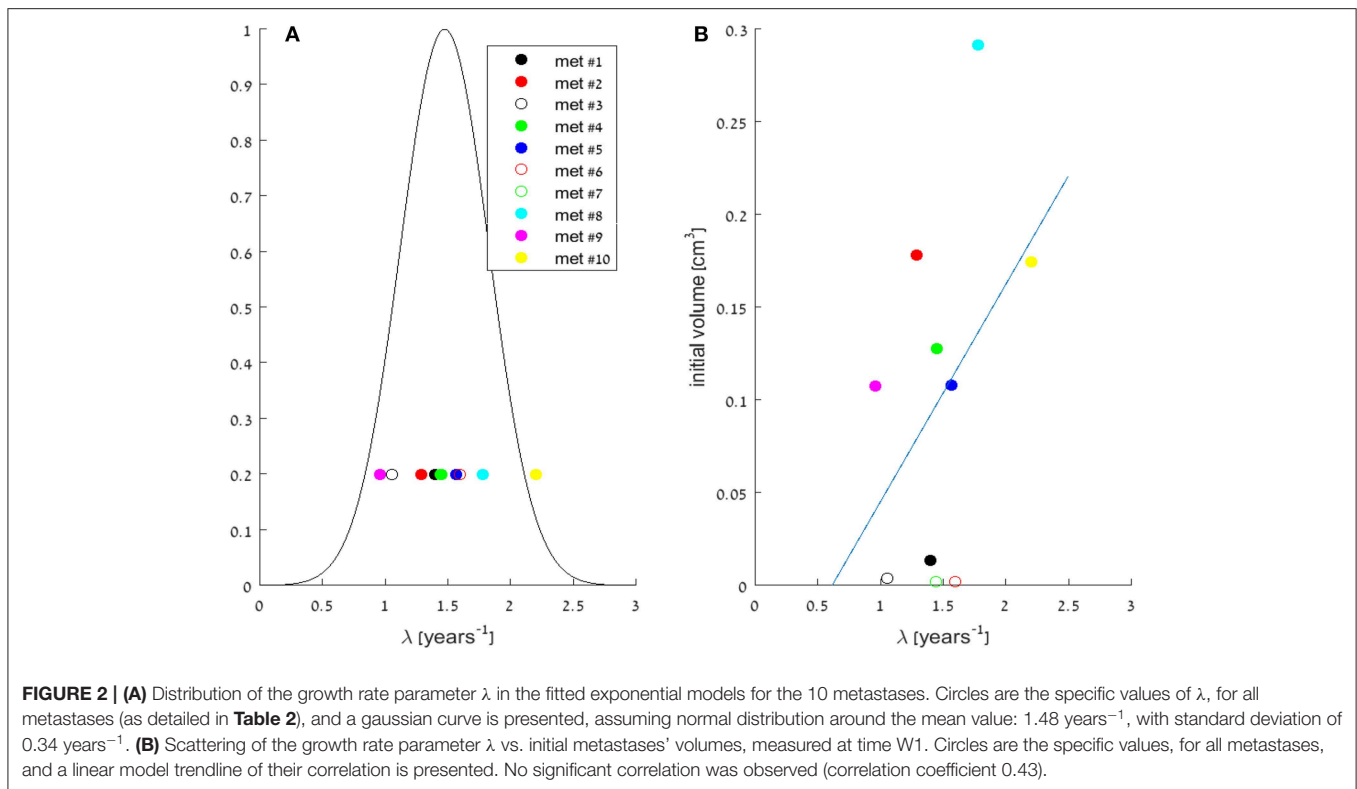 A
1
0.9
0.8
0.7
0.6
0.5
0.4
0.3
0.2
0.1
0
0 0.5 1 1.5 2 2.5 3
λ [years⁻¹]
met #1
met #2
met #3
met #4
met #5
met #6
met #7
met #8
met #9
met #10
B
0.3
0.25
0.2
0.15
0.1
0.05
0
initial volume [cm³]
0 0.5 1 1.5 2 2.5 3
λ [years⁻¹]
FIGURE 2 | (A) Distribution of the growth rate parameter λ in the fitted exponential models for the 10 metastases. Circles are the specific values of λ, for all
metastases (as detailed in Table 2), and a gaussian curve is presented, assuming normal distribution around the mean value: 1.48 years⁻¹, with standard deviation of
0.34 years⁻¹. (B) Scattering of the growth rate parameter λ vs. initial metastases' volumes, measured at time W1. Circles are the specific values, for all metastases,
and a linear model trendline of their correlation is presented. No significant correlation was observed (correlation coefficient 0.43).